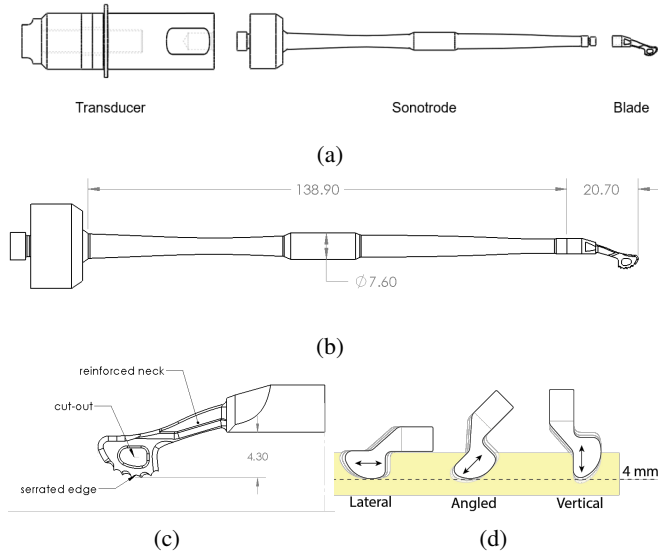 Transducer Sonotrode Blade
(a)
138.90 20.70
∅7.60
(b)
reinforced neck
cut-out
serrated edge
4.30
4 mm
Lateral Angled Vertical
(c) (d)